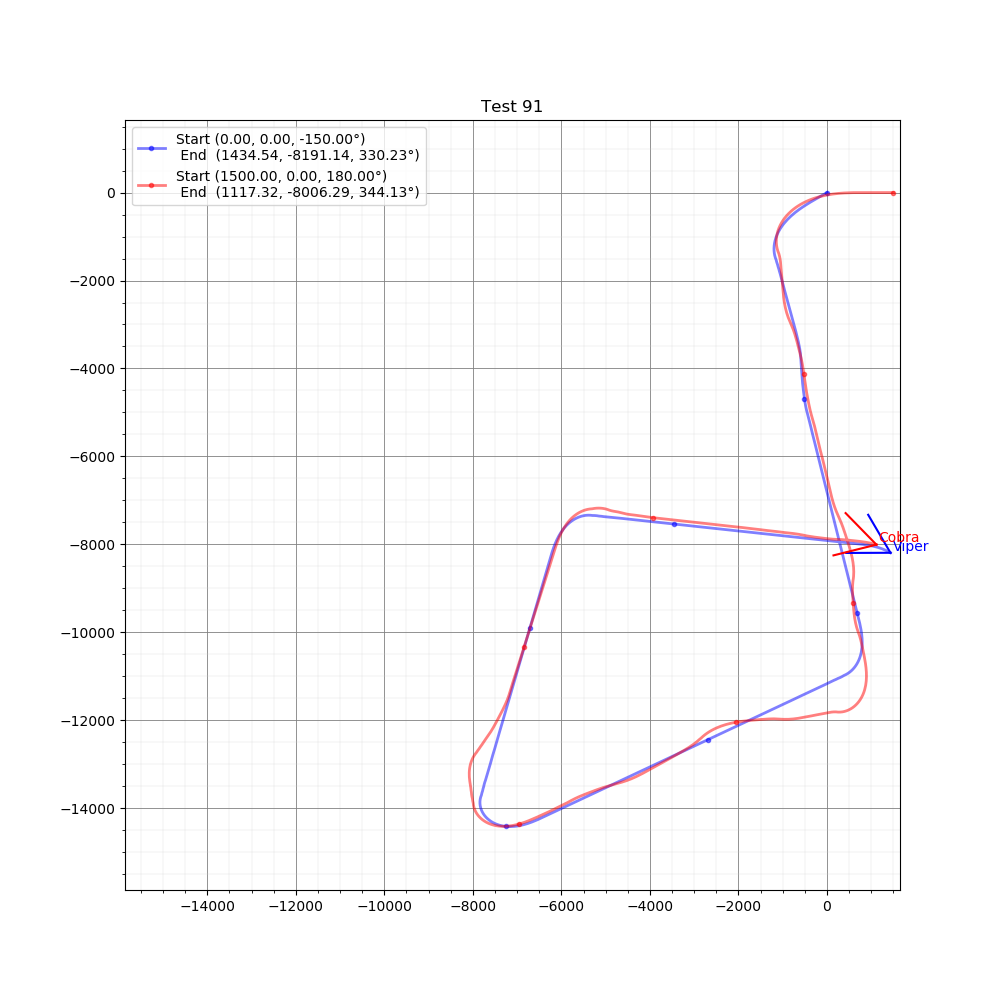 Test 91
Start (0.00, 0.00, -150.00°)
End (1434.54, -8191.14, 330.23°)
Start (1500.00, 0.00, 180.00°)
End (1117.32, -8006.29, 344.13°)
0
−2000
−4000
−6000
−8000
−10000
−12000
−14000
Cobra
Viper
−14000 −12000 −10000 −8000 −6000 −4000 −2000 0